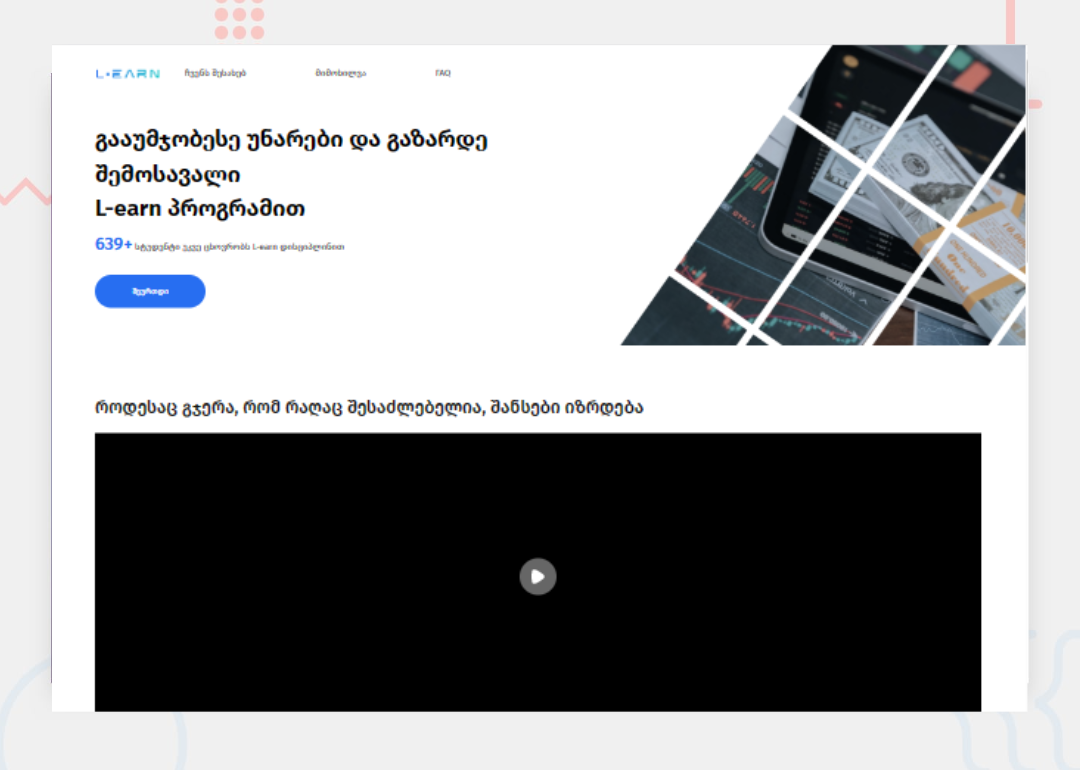 L·EARN
ჩვენს შესახებ
მიმოხილვა
FAQ
გააუმჯობესე უნარები და გაზარდე
შემოსავალი
L-earn პროგრამით
639+ სტუდენტი უკვე ცხოვრობს L-earn დისციპლინით
შეერთდი
როდესაც გჯერა, რომ რაღაც შესაძლებელია, შანსები იზრდება